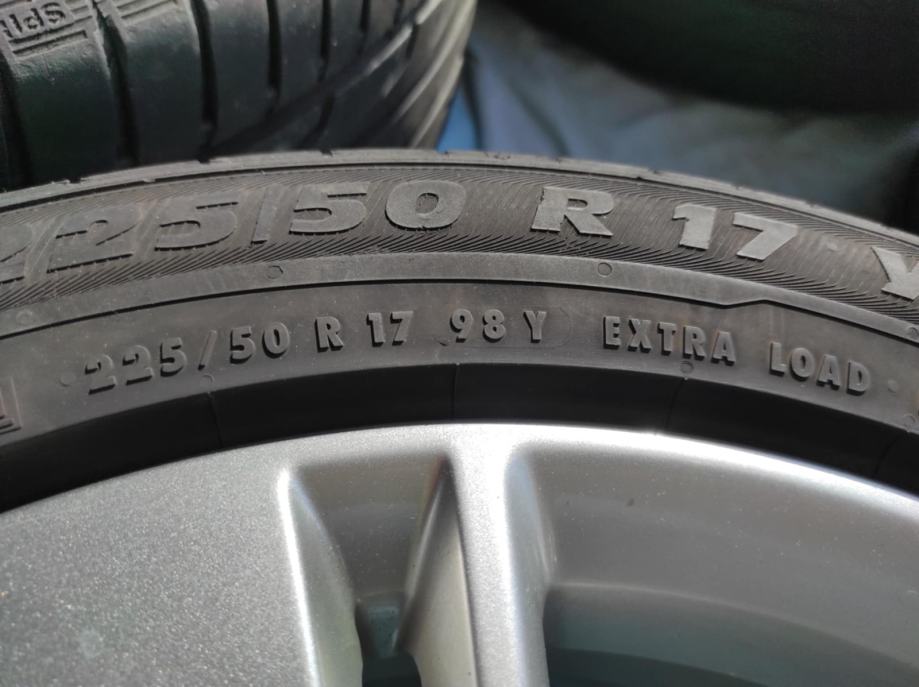 225/50 R 17 Y
225/50 R 17 98 Y EXTRA LOAD